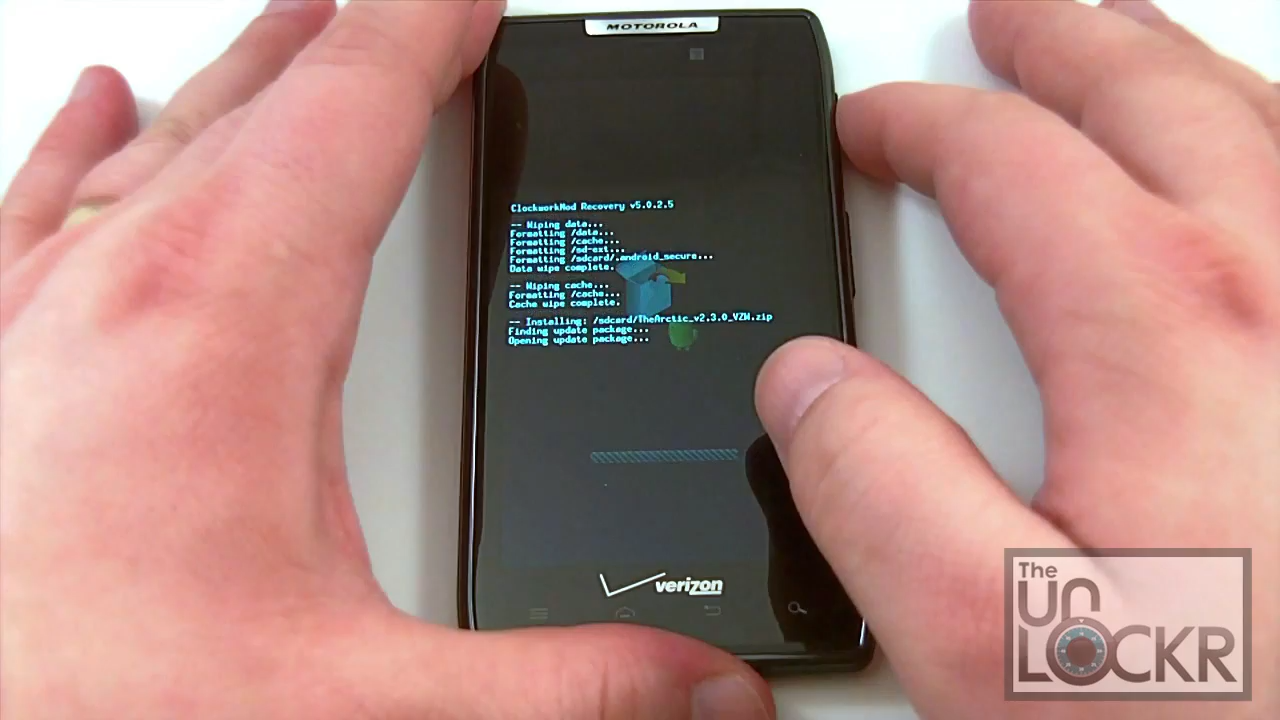 MOTOROLA
ClockworkMod Recovery v5.0.2.5
-- Wiping data...
Formatting /data...
Formatting /cache...
Formatting /sd-ext...
Formatting /sdcard/.android_secure...
Data wipe complete.
-- Wiping cache...
Formatting /cache...
Cache wipe complete.
-- Installing: /sdcard/TheArctic_v2.3.0_VZW.zip
Finding update package...
Opening update package...
verizon
The
UN
LOCKR